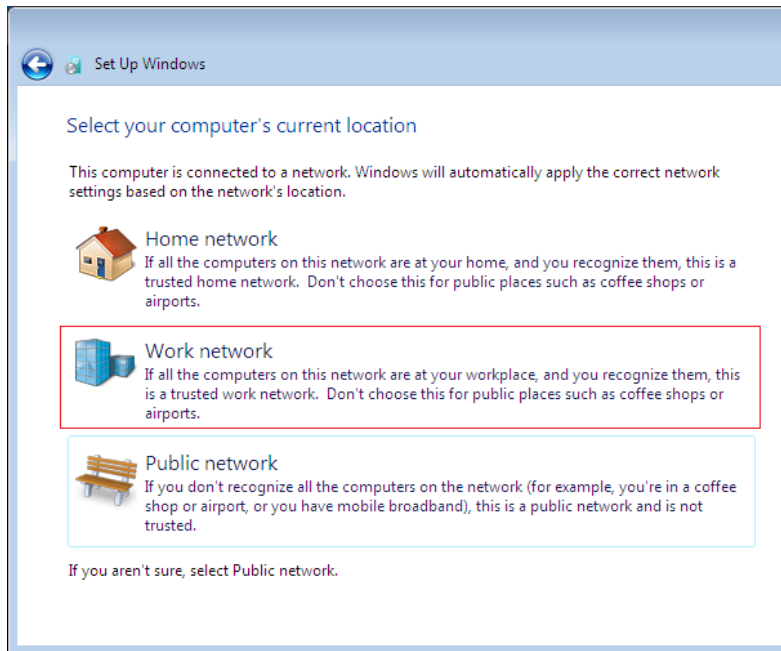 Set Up Windows
Select your computer's current location
This computer is connected to a network. Windows will automatically apply the correct network
settings based on the network's location.
Home network
If all the computers on this network are at your home, and you recognize them, this is a
trusted home network.  Don't choose this for public places such as coffee shops or
airports.
Work network
If all the computers on this network are at your workplace, and you recognize them, this
is a trusted work network.  Don't choose this for public places such as coffee shops or
airports.
Public network
If you don't recognize all the computers on the network (for example, you're in a coffee
shop or airport, or you have mobile broadband), this is a public network and is not
trusted.
If you aren't sure, select Public network.